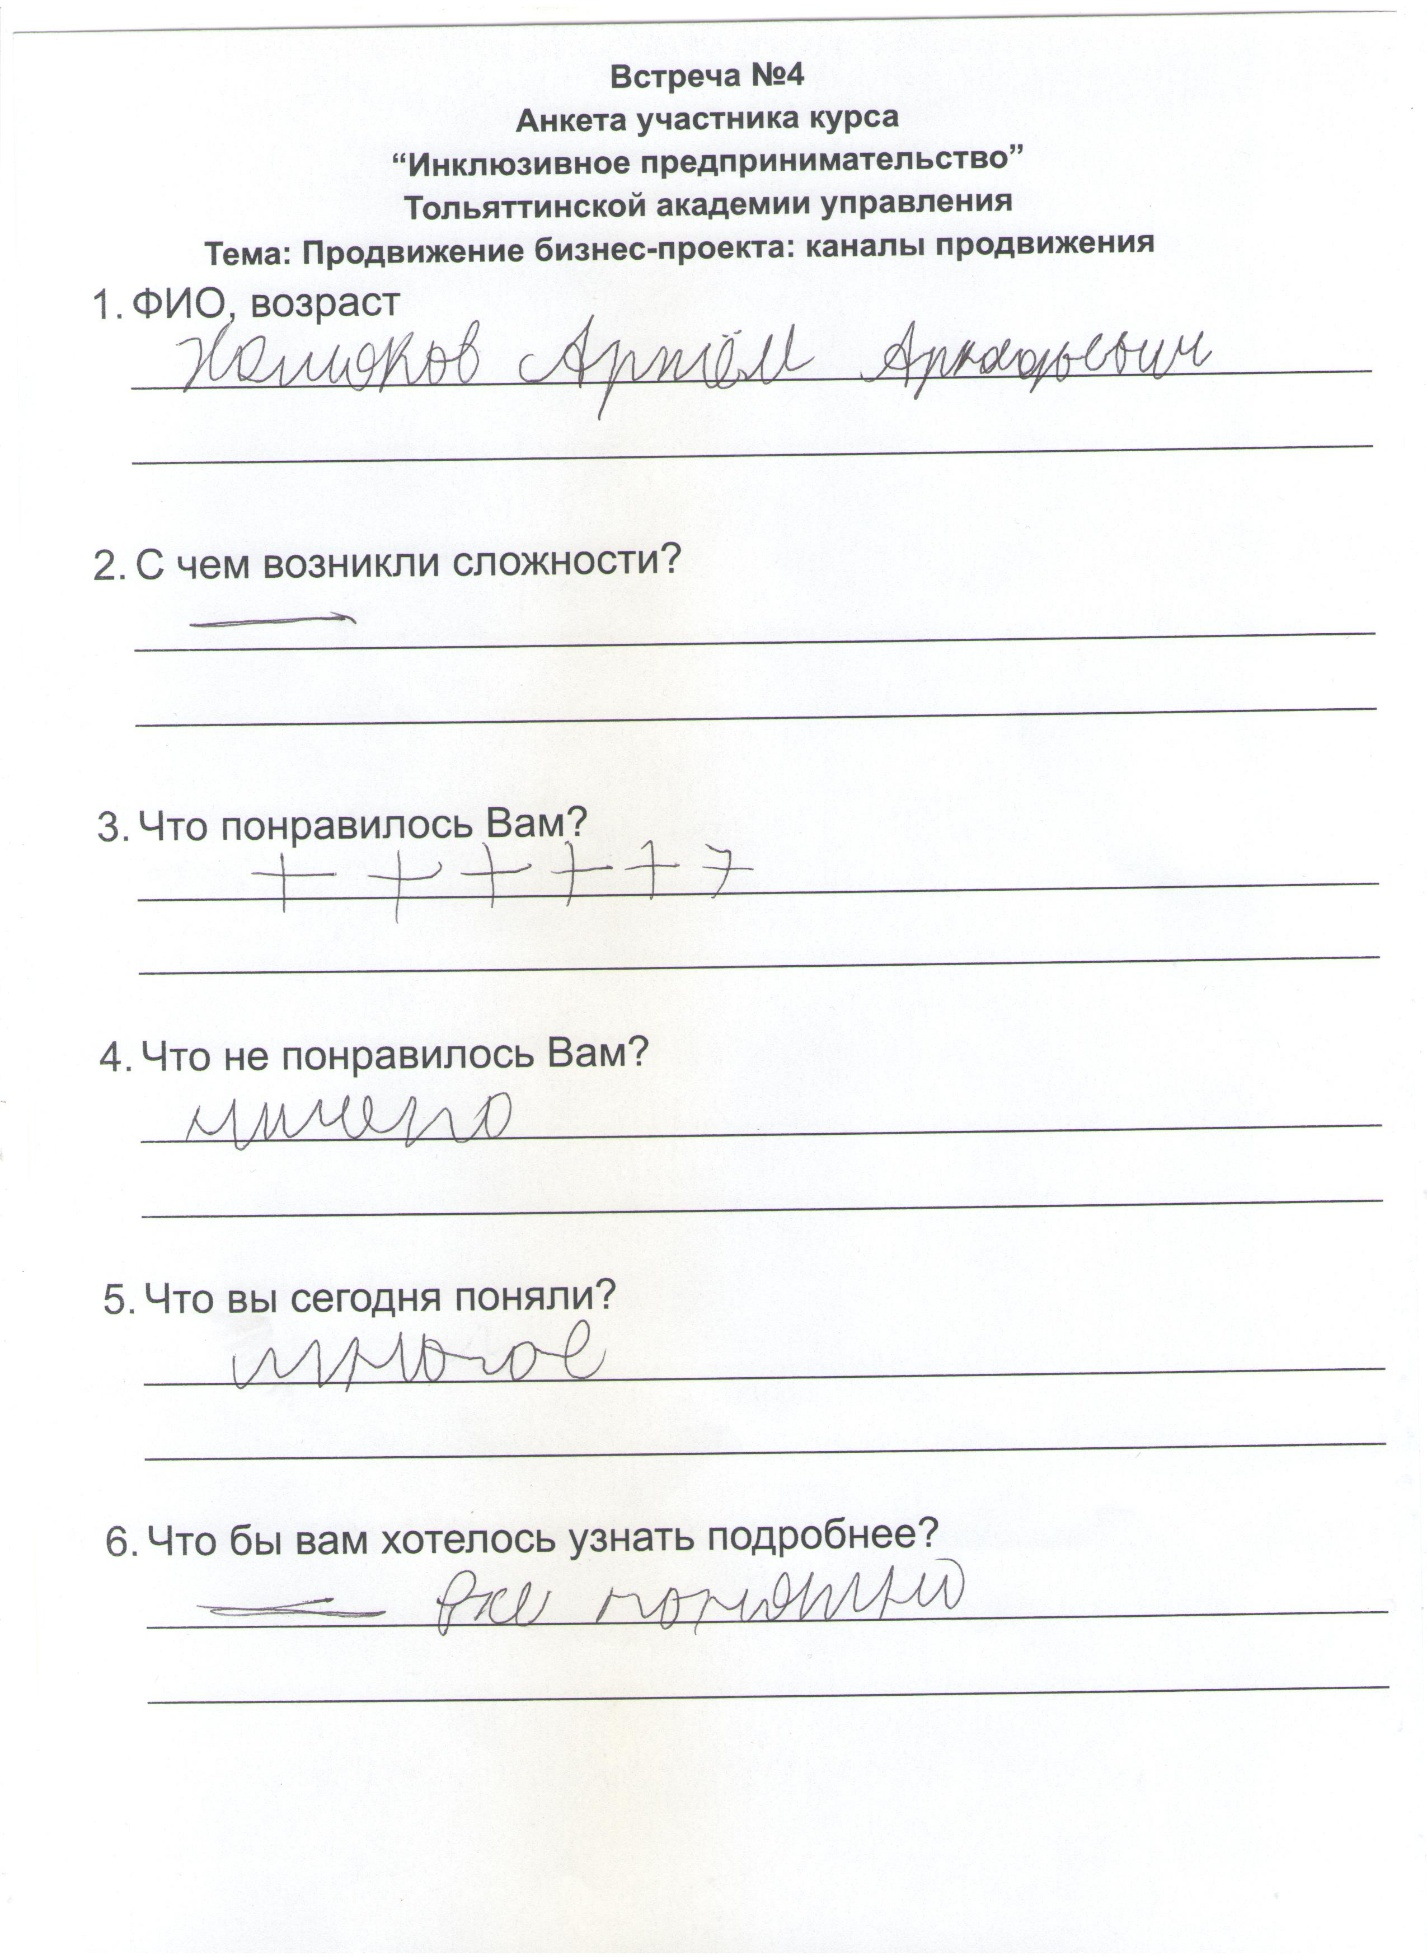 Встреча №4
Анкета участника курса
“Инклюзивное предпринимательство”
Тольяттинской академии управления
Тема: Продвижение бизнес-проекта: каналы продвижения
1. ФИО, возраст
Артём Аркадьевич
2. С чем возникли сложности?
3. Что понравилось Вам?
+ + + + + +
4. Что не понравилось Вам?
ничего
5. Что вы сегодня поняли?
многое
6. Что бы вам хотелось узнать подробнее?
все понятно